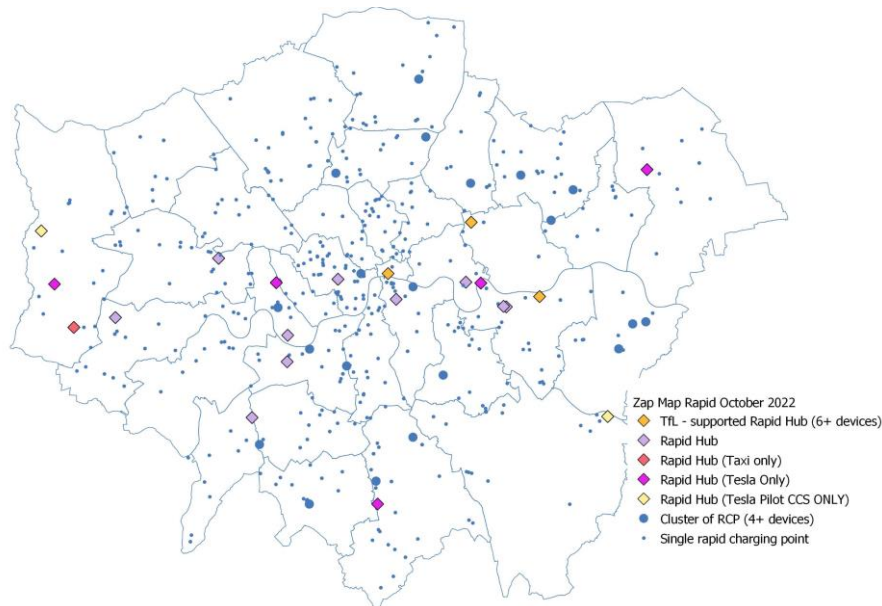 Zap Map Rapid October 2022
TfL - supported Rapid Hub (6+ devices)
Rapid Hub
Rapid Hub (Taxi only)
Rapid Hub (Tesla Only)
Rapid Hub (Tesla Pilot CCS ONLY)
Cluster of RCP (4+ devices)
Single rapid charging point